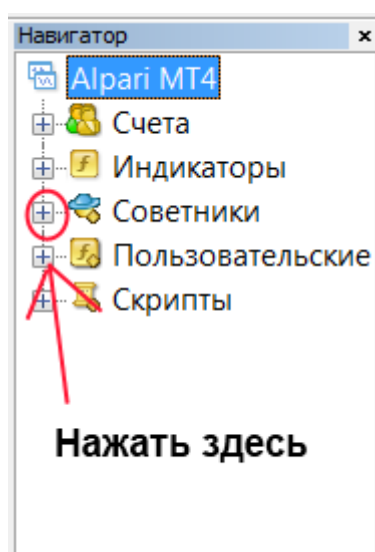 Навигатор
Alpari MT4
Счета
Индикаторы
Советники
Пользовательские
Скрипты
Нажать здесь